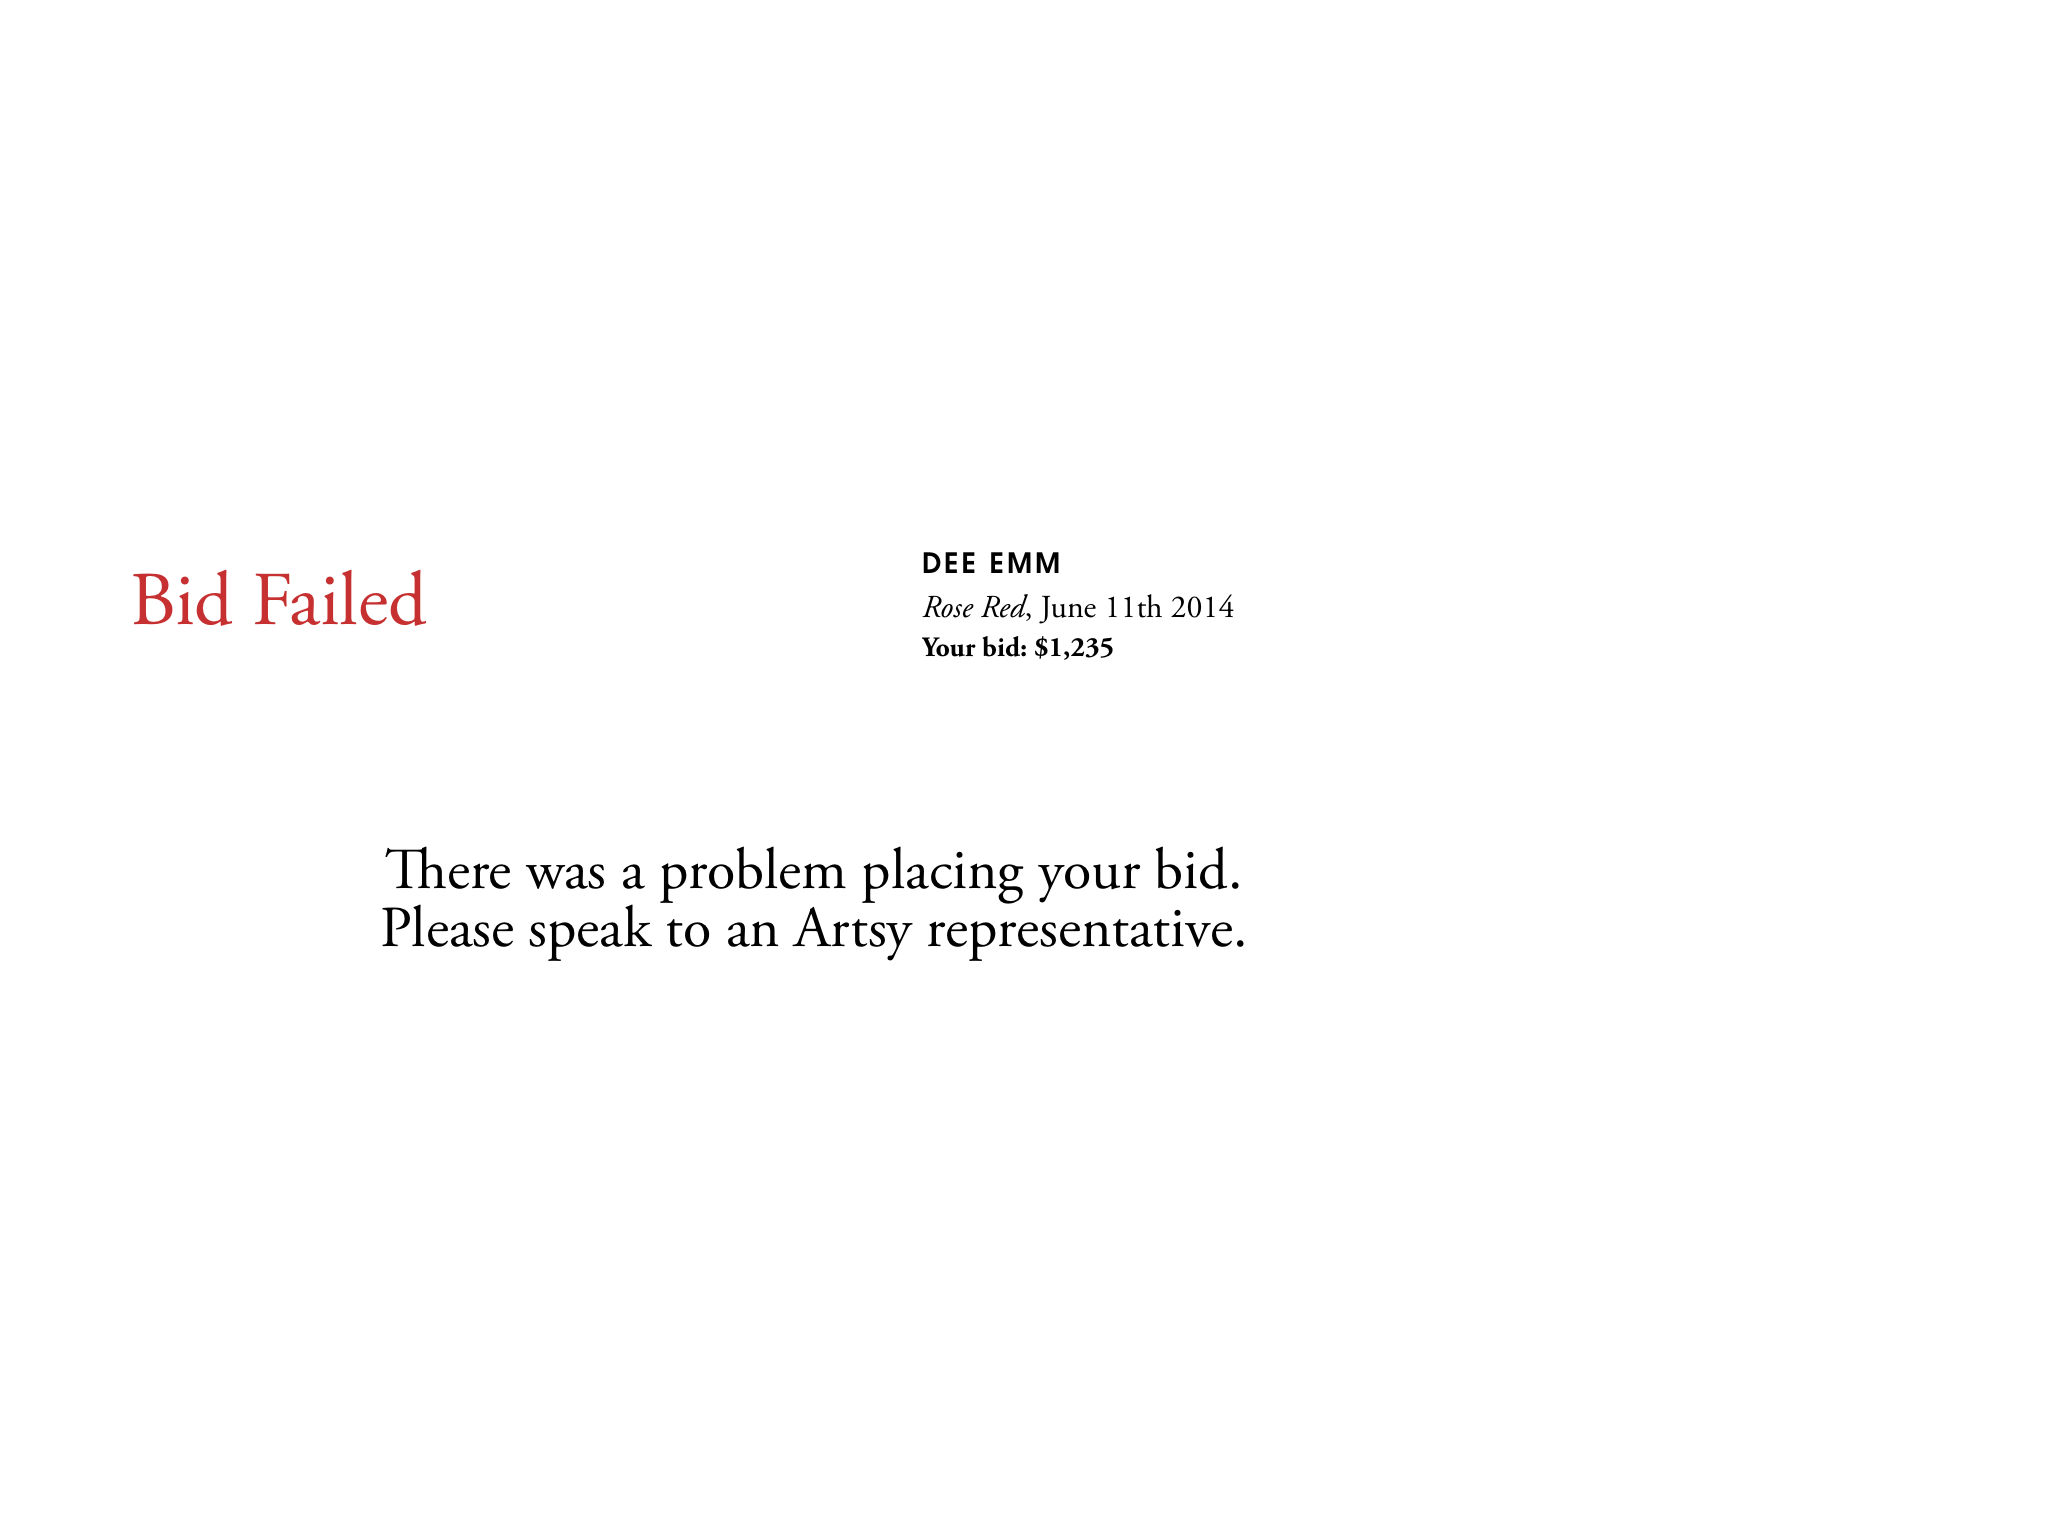 Bid Failed
DEE EMM
Rose Red, June 11th 2014
Your bid: $1,235
There was a problem placing your bid.
Please speak to an Artsy representative.